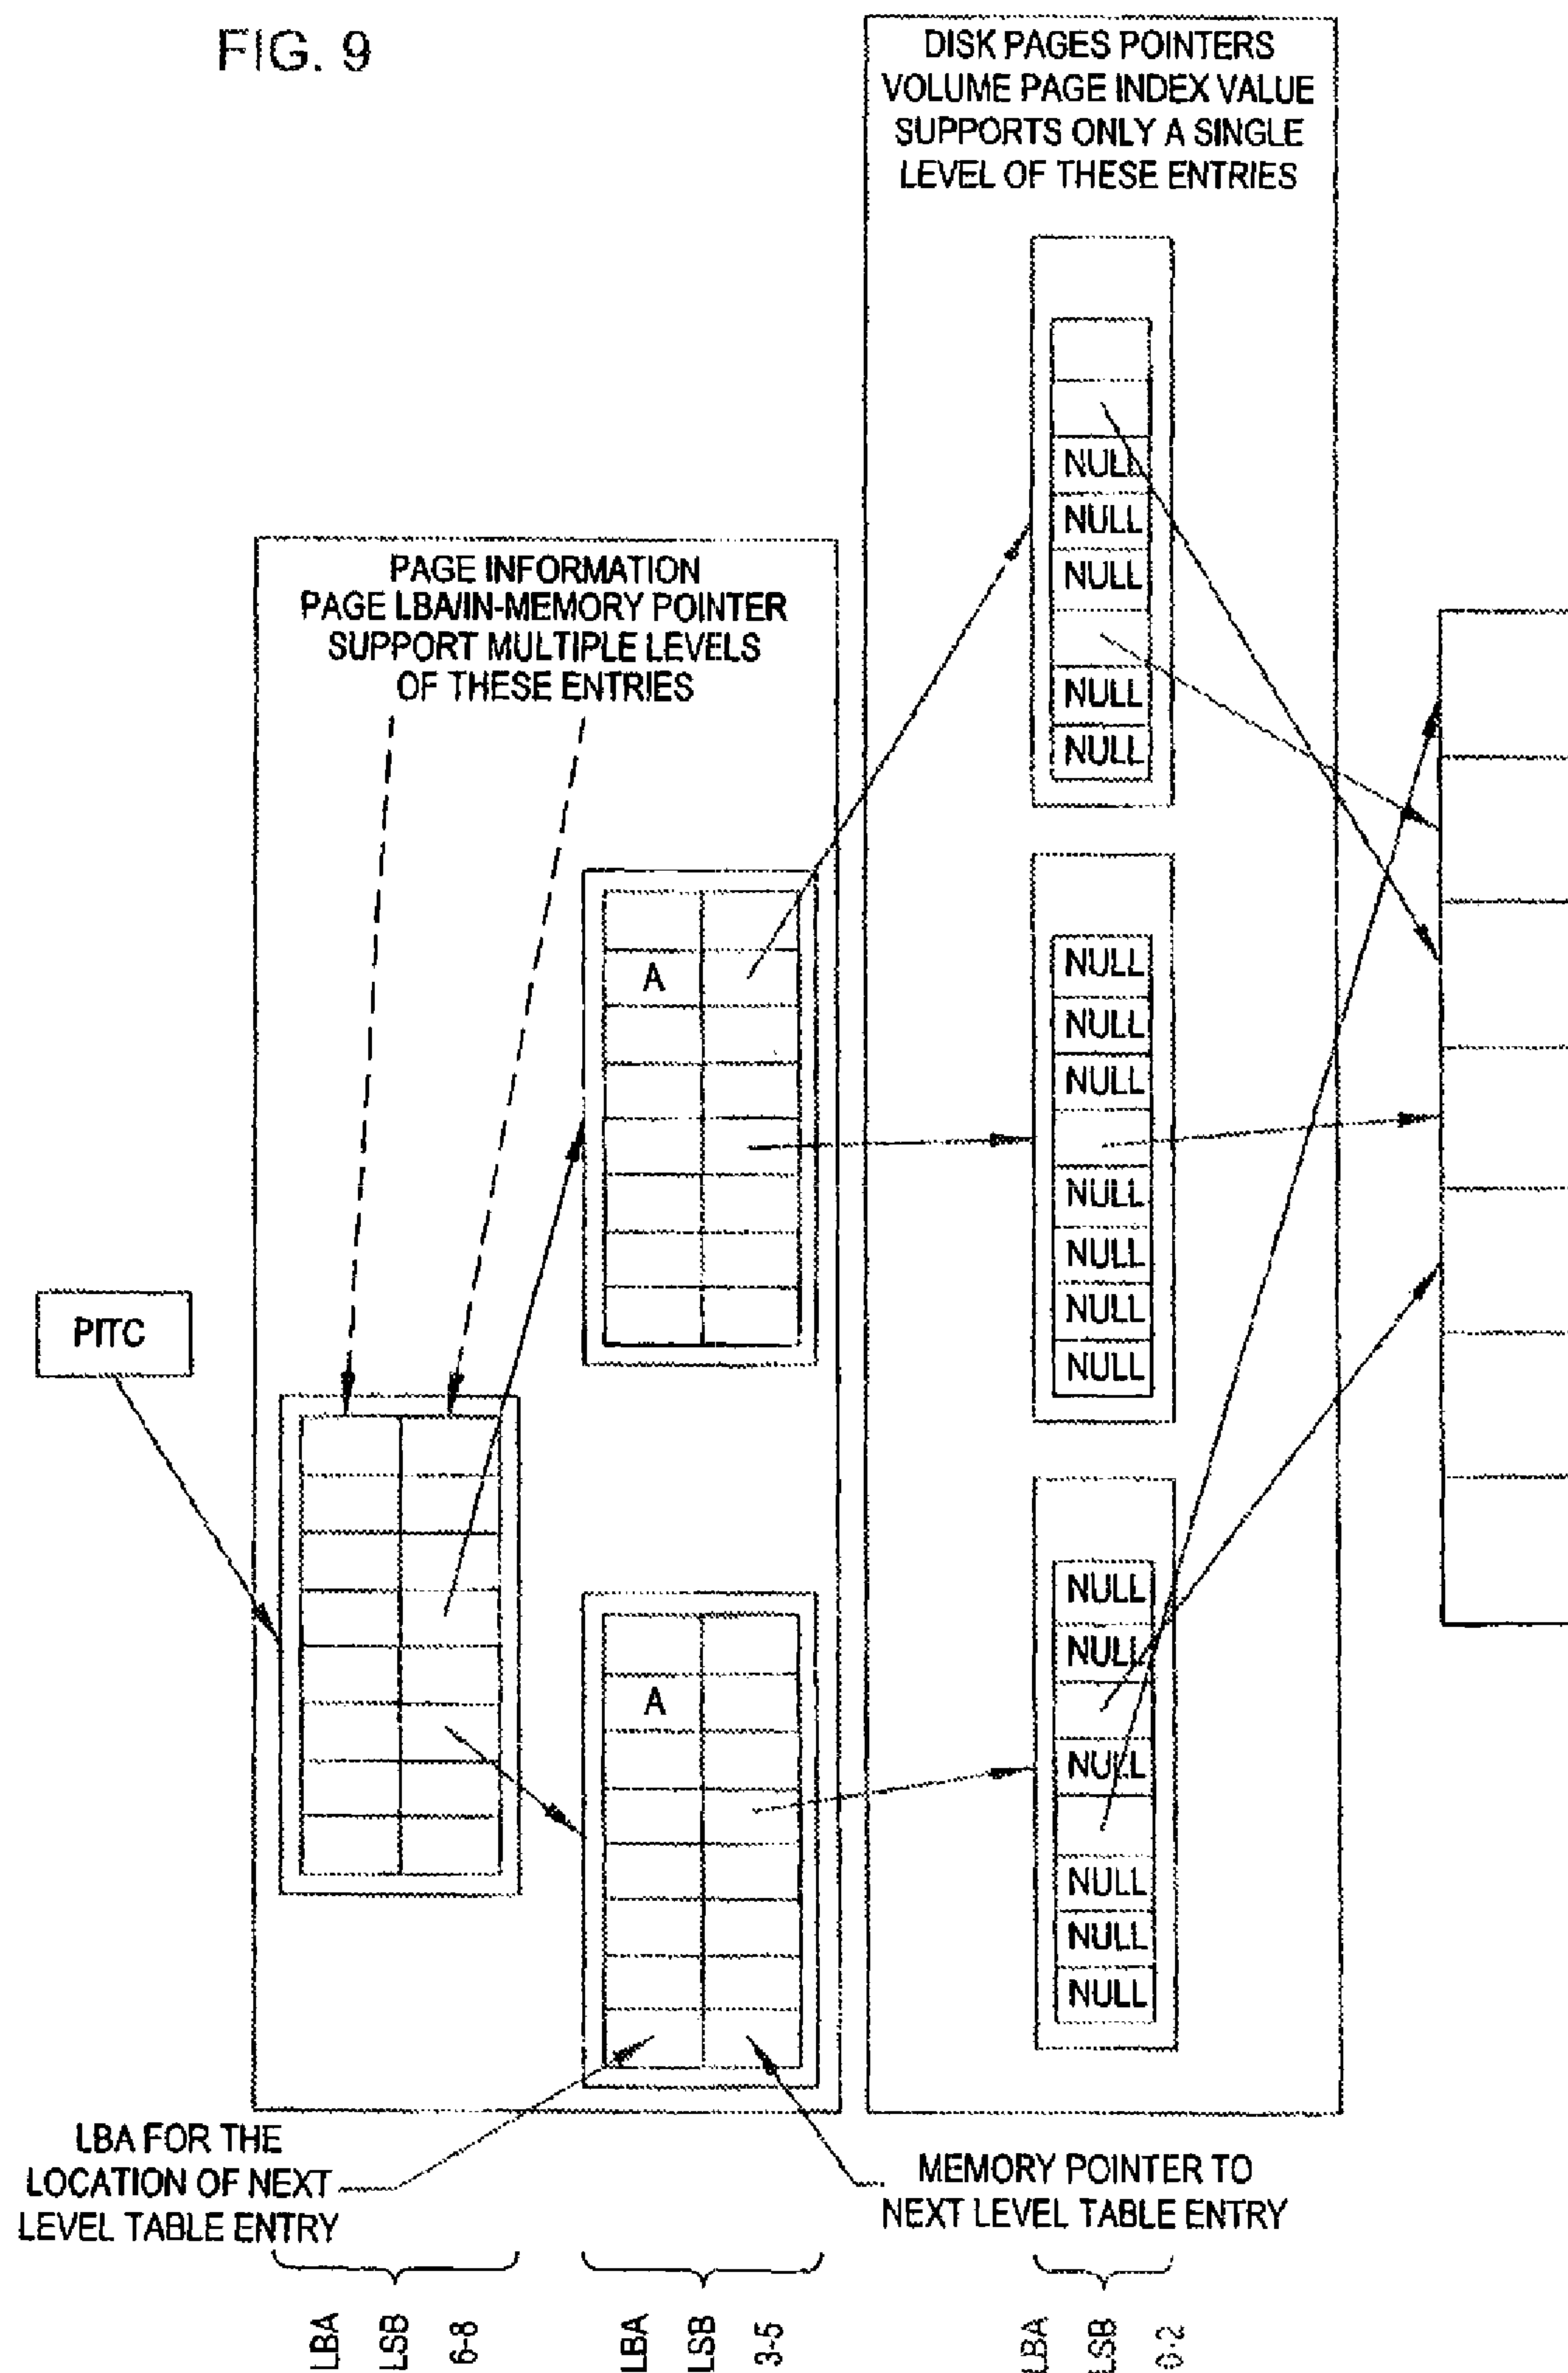 FIG. 9
DISK PAGES POINTERS
VOLUME PAGE INDEX VALUE
SUPPORTS ONLY A SINGLE
LEVEL OF THESE ENTRIES
NULL
NULL
NULL
NULL
NULL
PAGE INFORMATION
PAGE LBA/IN-MEMORY POINTER
SUPPORT MULTIPLE LEVELS
OF THESE ENTRIES
A
NULL
NULL
NULL
NULL
NULL
NULL
NULL
PITC
A
NULL
NULL
NULL
NULL
NULL
NULL
LBA FOR THE
LOCATION OF NEXT
LEVEL TABLE ENTRY
MEMORY POINTER TO
NEXT LEVEL TABLE ENTRY
LBA
LSB
6-8
LBA
LSB
3-5
LBA
LSB
0-2